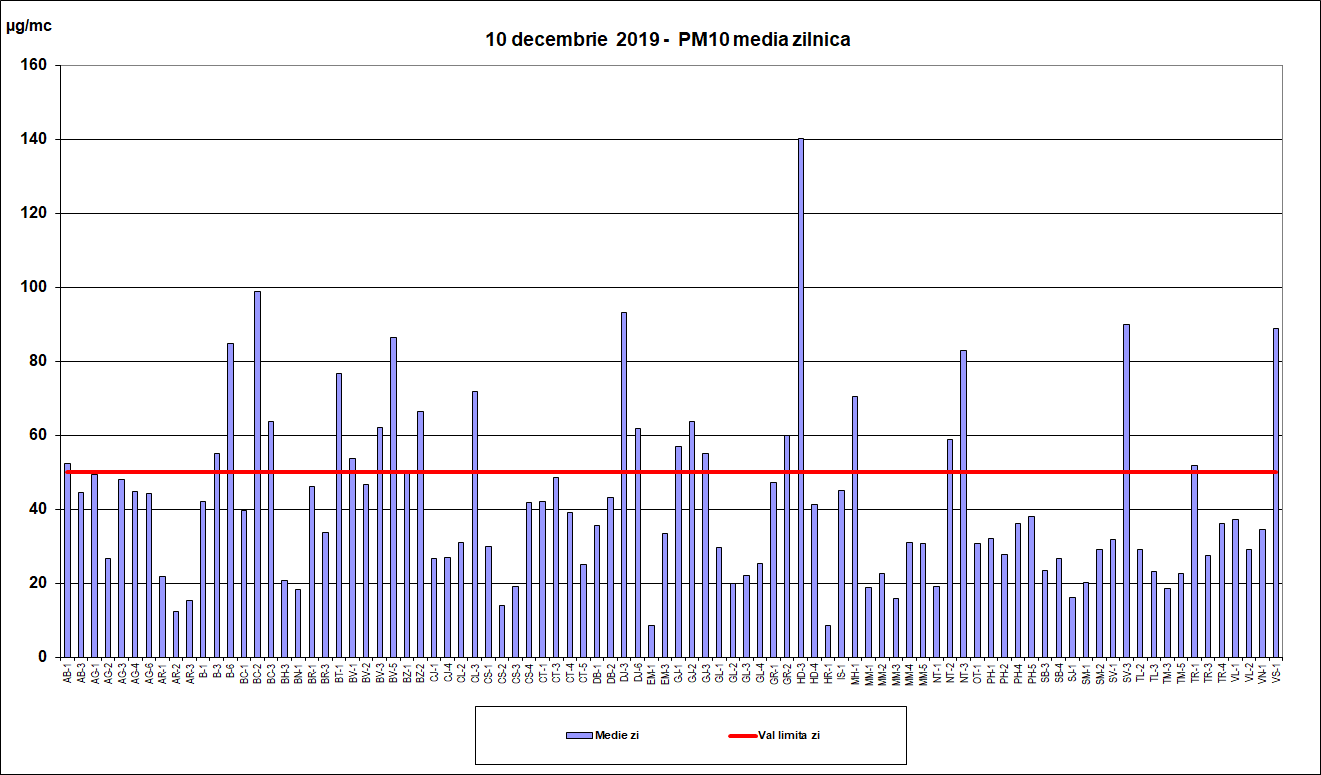 µg/mc
10 decembrie 2019 - PM10 media zilnica
160
140
120
100
80
60
40
20
0
AB-1
AB-3
AG-1
AG-2
AG-3
AG-4
AG-6
AR-1
AR-2
AR-3
B-1
B-3
B-6
BC-1
BC-2
BC-3
BH-3
BN-1
BR-1
BR-3
BT-1
BV-1
BV-2
BV-3
BV-5
BZ-1
BZ-2
CJ-1
CJ-4
CL-2
CL-3
CS-1
CS-2
CS-3
CS-4
CT-1
CT-3
CT-4
CT-5
DB-1
DB-2
DJ-3
DJ-6
EM-1
EM-3
GJ-1
GJ-2
GJ-3
GL-1
GL-2
GL-3
GL-4
GR-1
GR-2
HD-3
HD-4
HR-1
IS-1
MH-1
MM-1
MM-2
MM-3
MM-4
MM-5
NT-1
NT-2
NT-3
OT-1
PH-1
PH-2
PH-4
PH-5
SB-3
SB-4
SJ-1
SM-1
SM-2
SV-1
SV-3
TL-2
TL-3
TM-3
TM-5
TR-1
TR-3
TR-4
VL-1
VL-2
VN-1
VS-1
Medie zi
Val limita zi